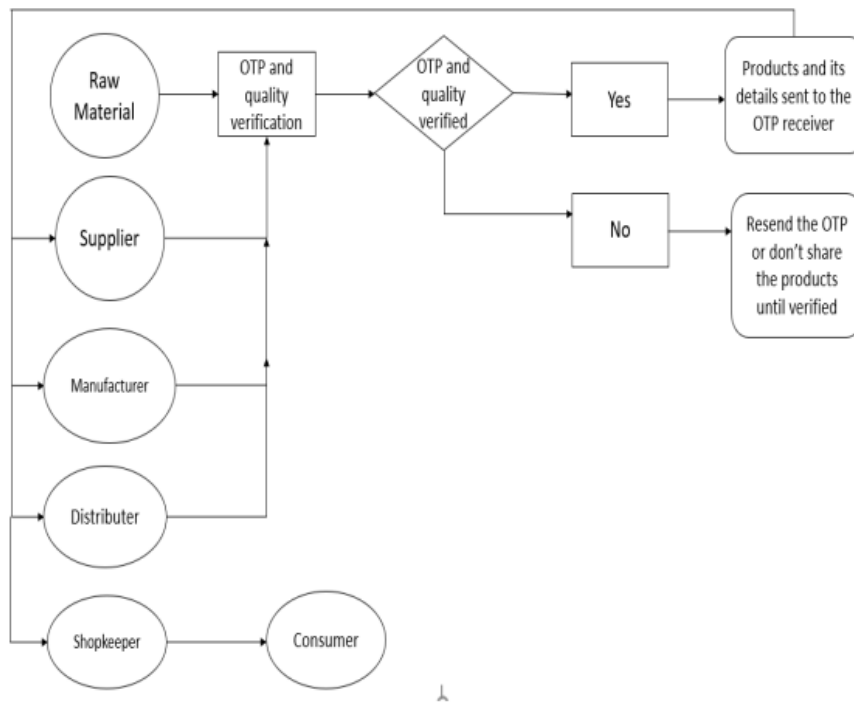 Raw
Material
OTP and
quality
verification
OTP and
quality
verified
Yes
Products and its
details sent to the
OTP receiver
Supplier
No
Resend the OTP
or don't share
the products
until verified
Manufacturer
Distributer
Shopkeeper
Consumer